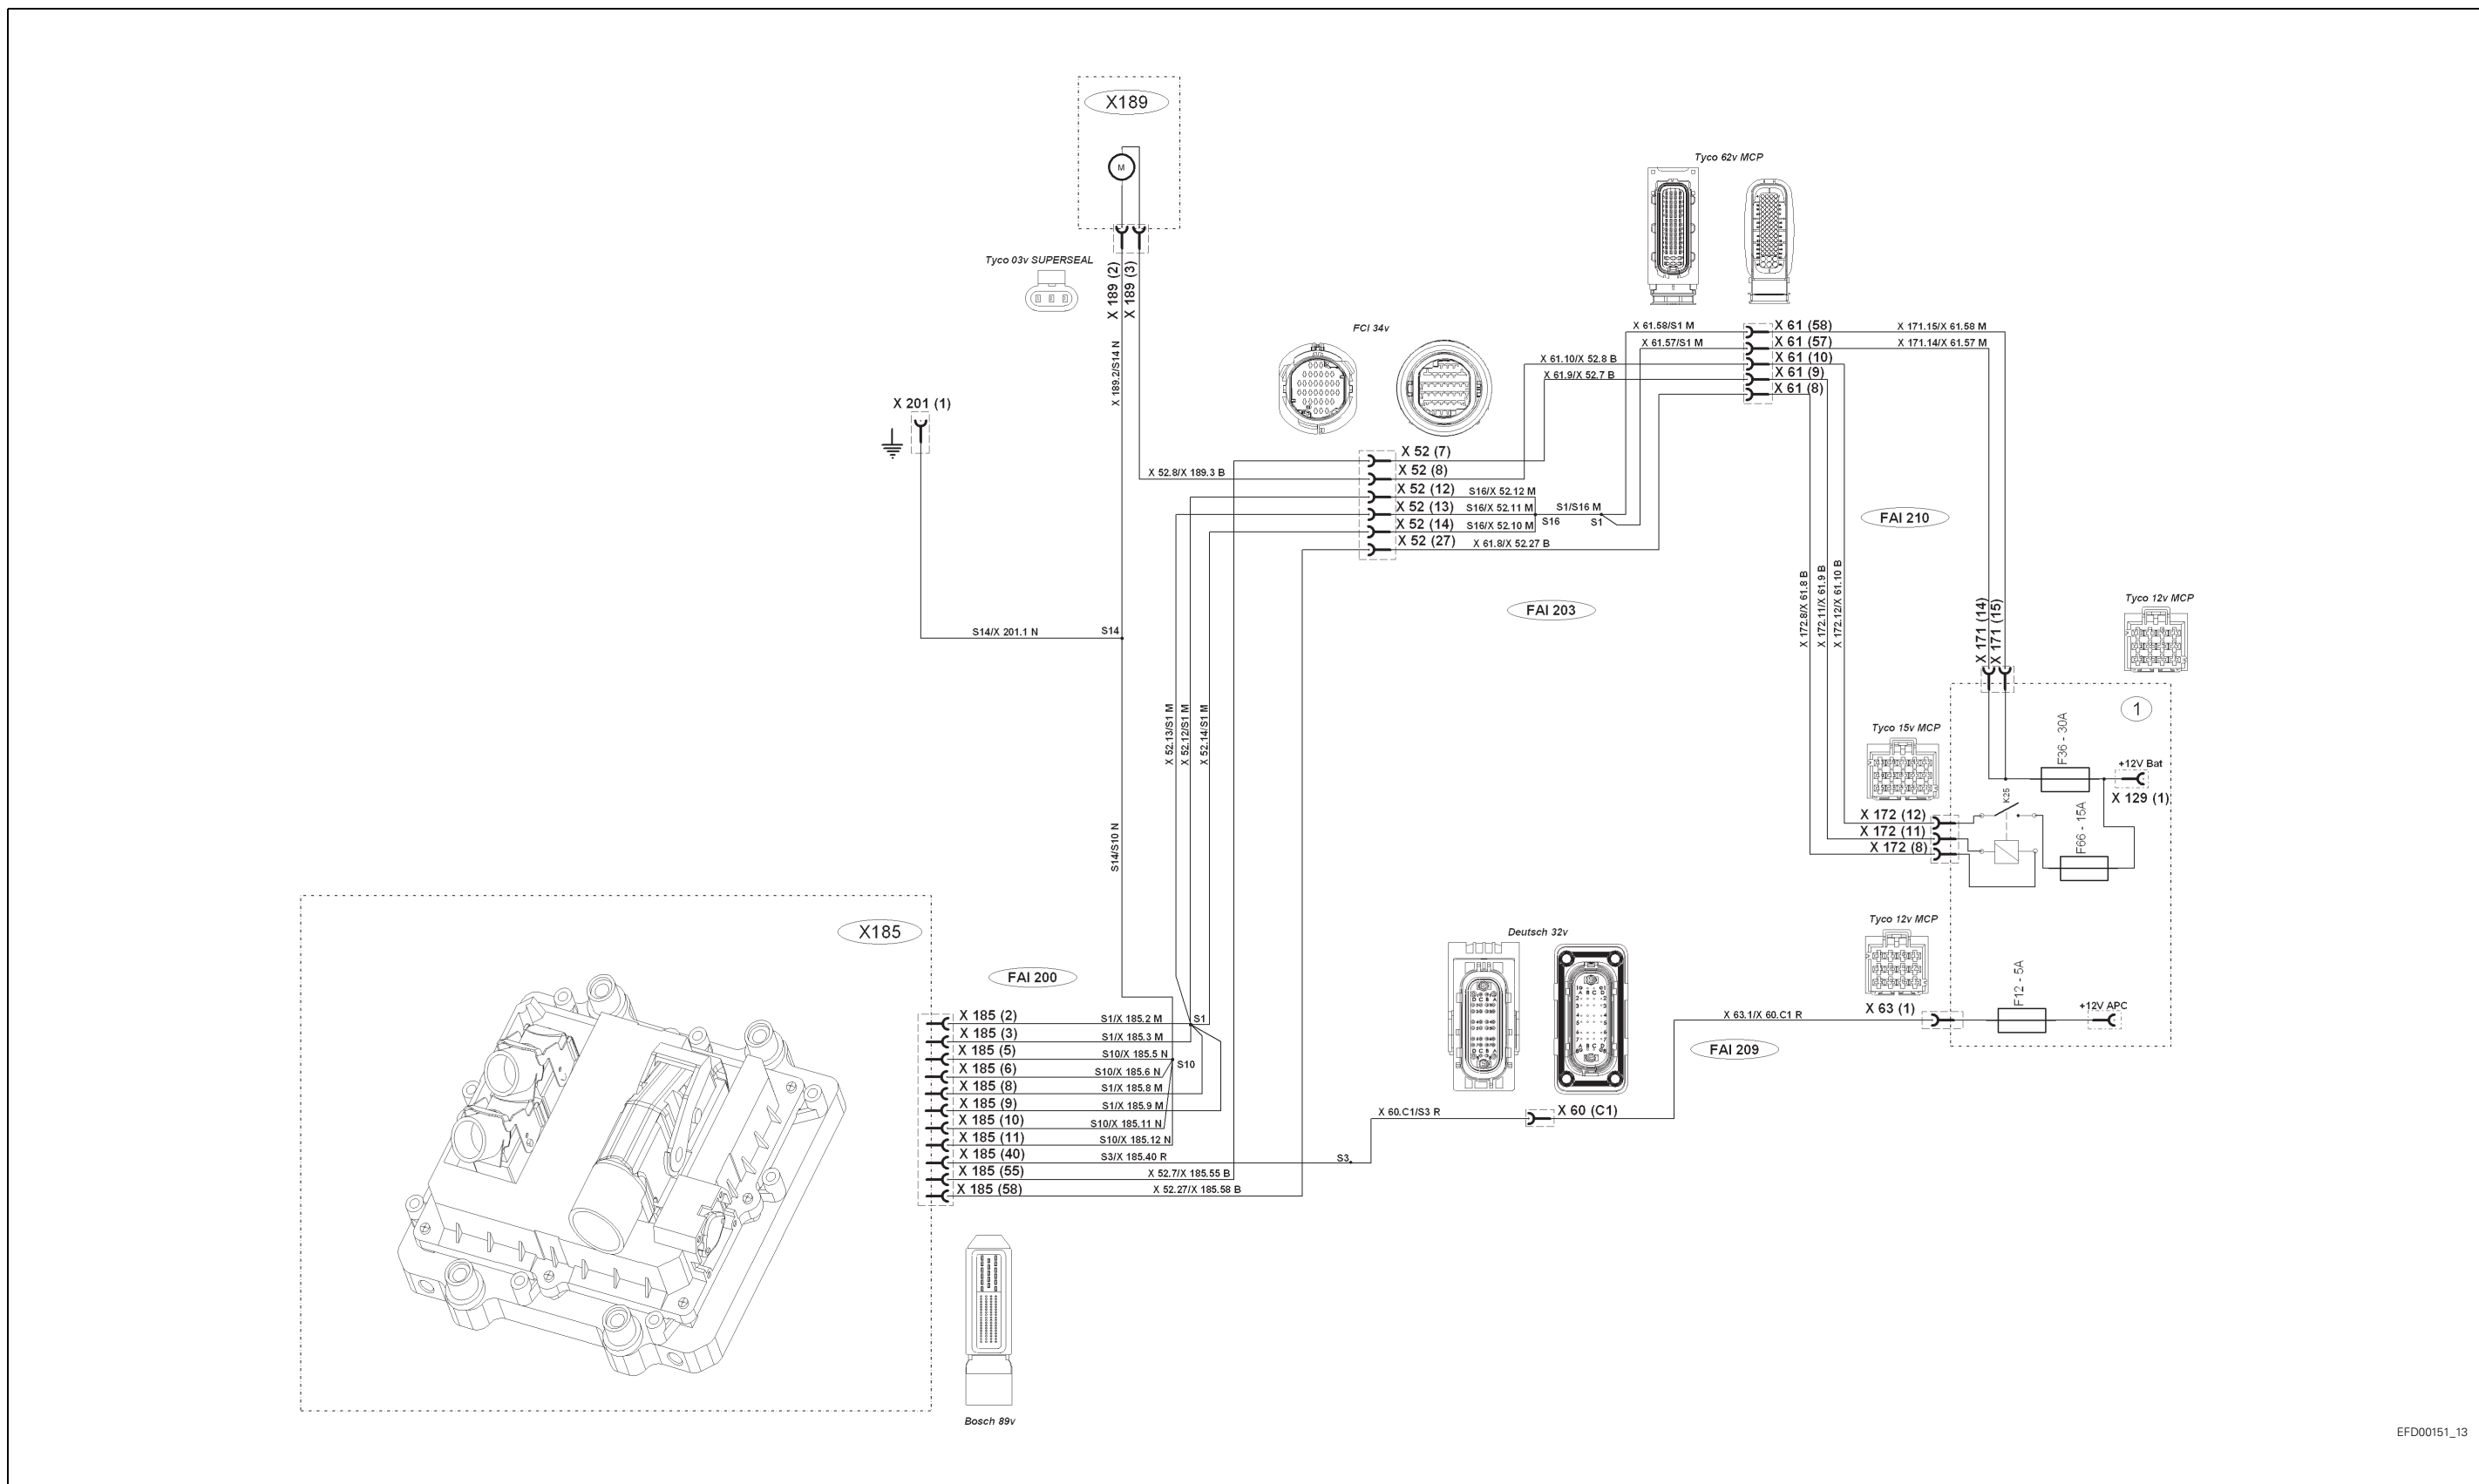 X189
M
Tyco 03v SUPERSEAL
X 189 (2)
X 189 (3)
X 189.2/S14 N
X 201 (1)
S14/X 201.1 N
S14
S14/S10 N
FCI 34v
Tyco 62v MCP
X 52.8/X 189.3 B
X 52 (7)
X 52 (8)
X 52 (12)
X 52 (13)
X 52 (14)
X 52 (27)
S16/X 52.12 M
S16/X 52.11 M
S16/X 52.10 M
X 61.8/X 52.27 B
S16
S1/S16 M
S1
X 61.58/S1 M
X 61.57/S1 M
X 61.10/X 52.8 B
X 61.9/X 52.7 B
X 61 (58)
X 61 (57)
X 61 (10)
X 61 (9)
X 61 (8)
X 171.15/X 61.58 M
X 171.14/X 61.57 M
FAI 210
FAI 203
X 172.8/X 61.8 B
X 172.11/X 61.9 B
X 172.12/X 61.10 B
X 171 (14)
X 171 (15)
Tyco 12v MCP
1
F36 - 30A
+12V Bat
X 129 (1)
K25
F66 - 15A
Tyco 15v MCP
X 172 (12)
X 172 (11)
X 172 (8)
X 52.13/S1 M
X 52.12/S1 M
X 52.14/S1 M
X185
FAI 200
X 185 (2)
X 185 (3)
X 185 (5)
X 185 (6)
X 185 (8)
X 185 (9)
X 185 (10)
X 185 (11)
X 185 (40)
X 185 (55)
X 185 (58)
S1/X 185.2 M
S1/X 185.3 M
S10/X 185.5 N
S10/X 185.6 N
S1/X 185.8 M
S1/X 185.9 M
S10/X 185.11 N
S10/X 185.12 N
S3/X 185.40 R
X 52.7/X 185.55 B
X 52.27/X 185.58 B
S1
S10
S3
X 60.C1/S3 R
X 60 (C1)
Deutsch 32v
X 63.1/X 60.C1 R
FAI 209
Tyco 12v MCP
X 63 (1)
F12 - 5A
+12V APC
Bosch 89v
EFD00151_13